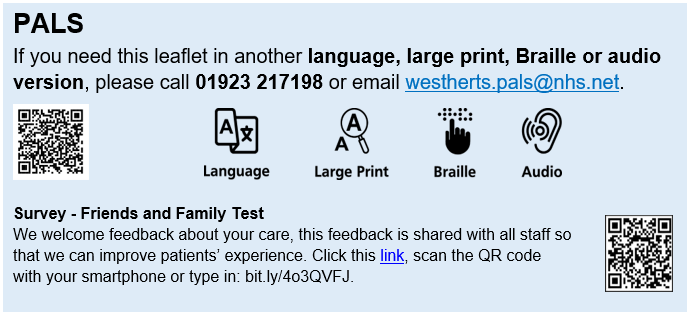 PALS
If you need this leaflet in another language, large print, Braille or audio
version, please call 01923 217198 or email westherts.pals@nhs.net.
A
A
A
Language
Large Print
Braille
Audio
Survey - Friends and Family Test
We welcome feedback about your care, this feedback is shared with all staff so
that we can improve patients’ experience. Click this link, scan the QR code
with your smartphone or type in: bit.ly/4o3QVFJ.